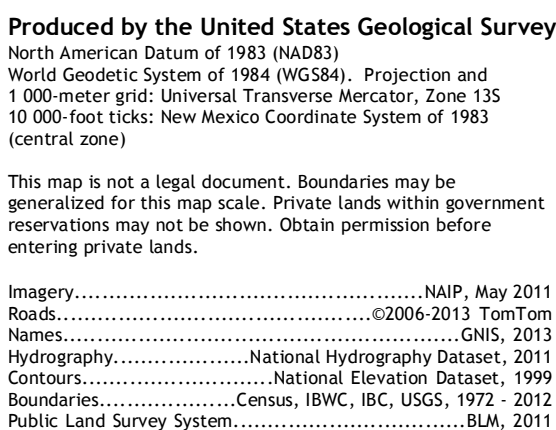 Produced by the United States Geological Survey
North American Datum of 1983 (NAD83)
World Geodetic System of 1984 (WGS84). Projection and
1 000-meter grid: Universal Transverse Mercator, Zone 13S
10 000-foot ticks: New Mexico Coordinate System of 1983
(central zone)
This map is not a legal document. Boundaries may be
generalized for this map scale. Private lands within government
reservations may not be shown. Obtain permission before
entering private lands.
Imagery................................................NAIP, May 2011
Roads...........................................©2006-2013 TomTom
Names......................................................GNIS, 2013
Hydrography....................National Hydrography Dataset, 2011
Contours............................National Elevation Dataset, 1999
Boundaries....................Census, IBWC, IBC, USGS, 1972 - 2012
Public Land Survey System.................................BLM, 2011